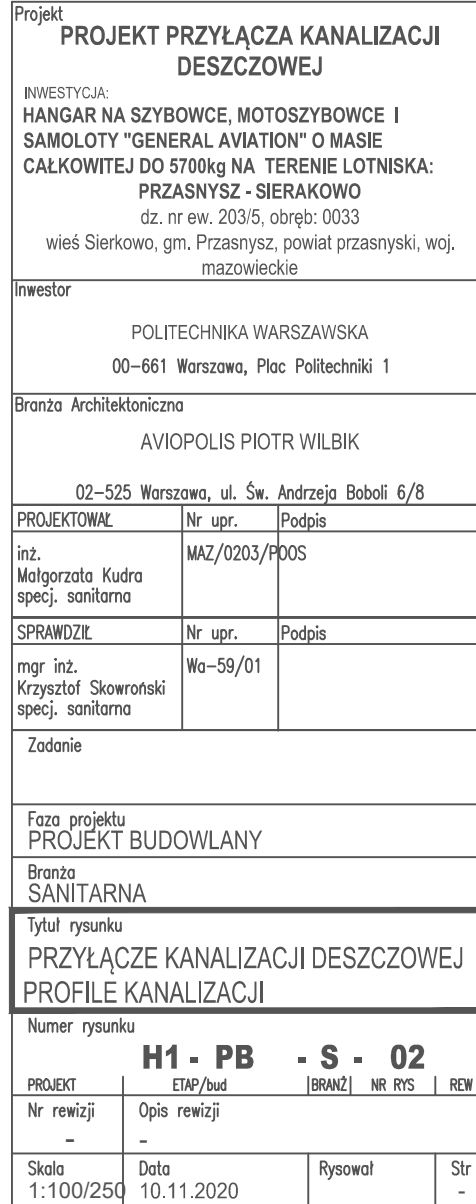 Projekt
PROJEKT PRZYŁĄCZA KANALIZACJI
DESZCZOWEJ
INWESTYCJA:
HANGAR NA SZYBOWCE, MOTOSZYBOWCE I
SAMOLOTY "GENERAL AVIATION" O MASIE
CAŁKOWITEJ DO 5700kg NA TERENIE LOTNISKA:
PRZASNYSZ - SIERAKOWO
dz. nr ew. 203/5, obręb: 0033
wieś Sierkowo, gm. Przasnysz, powiat przasnyski, woj.
mazowieckie
Inwestor
POLITECHNIKA WARSZAWSKA
00-661 Warszawa, Plac Politechniki 1
Branża Architektoniczna
AVIOPOLIS PIOTR WILBIK
02-525 Warszawa, ul. Św. Andrzeja Boboli 6/8
PROJEKTOWAŁ Nr upr. Podpis
inż. MAZ/0203/POOS
Małgorzata Kudra
specj. sanitarna
SPRAWDZIŁ Nr upr. Podpis
mgr inż. Wa-59/01
Krzysztof Skowroński
specj. sanitarna
Zadanie
Faza projektu
PROJEKT BUDOWLANY
Branża
SANITARNA
Tytuł rysunku
PRZYŁĄCZE KANALIZACJI DESZCZOWEJ
PROFILE KANALIZACJI
Numer rysunku
H1 - PB - S - 02
PROJEKT ETAP/bud BRANŻ NR RYS REW
Nr rewizji Opis rewizji
- -
Skala Data Rysował Str
1:100/250 10.11.2020 -